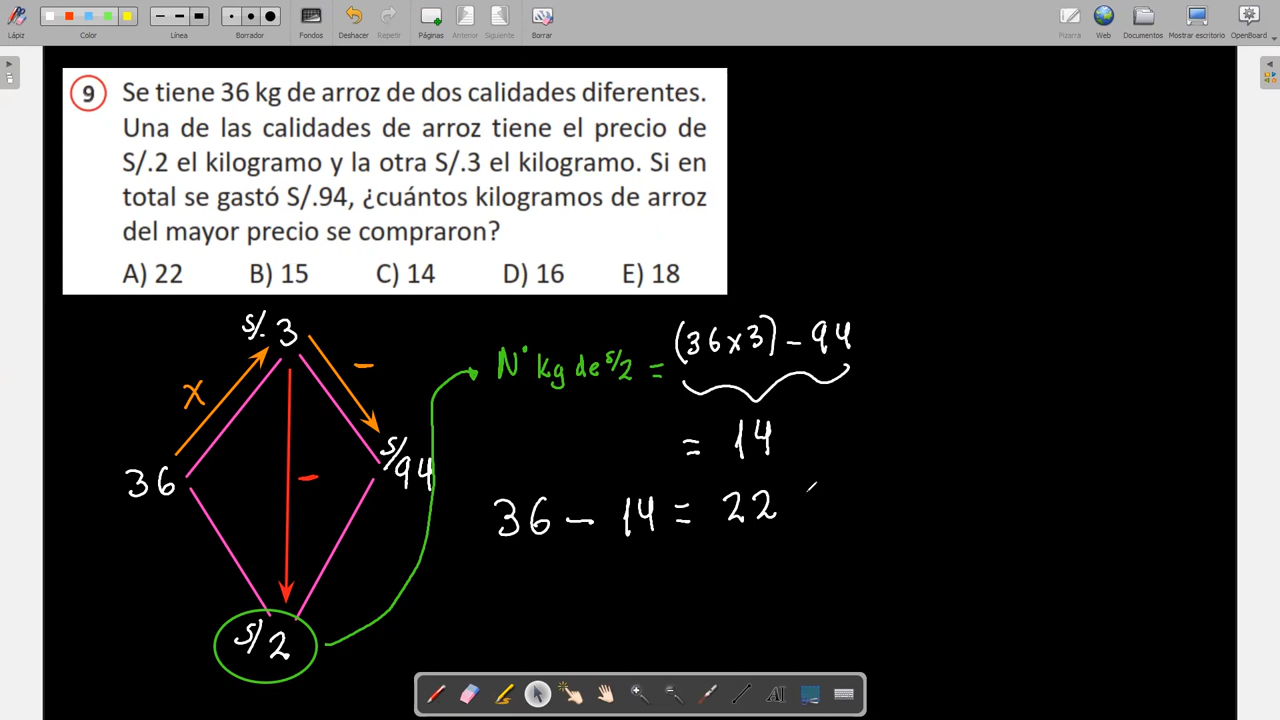 Lápiz
Color
Línea
Borrador
Fondos
Deshacer
Repetir
Páginas
Anterior
Siguiente
Borrar
Pizarra
Web
Documentos
Mostrar escritorio
OpenBoard
9 Se tiene 36 kg de arroz de dos calidades diferentes.
Una de las calidades de arroz tiene el precio de
S/.2 el kilogramo y la otra S/.3 el kilogramo. Si en
total se gastó S/.94, ¿cuántos kilogramos de arroz
del mayor precio se compraron?
A) 22 B) 15 C) 14 D) 16 E) 18
S/. 3
x
-
36
-
S/94
S/2
N° kg de S/2 = (36x3) - 94
= 14
36 - 14 = 22
AI